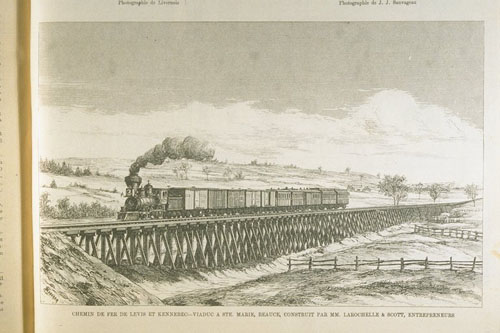 Photographie de Livernois
Photographie de J. J. Sauvageau
CHEMIN DE FER DE LEVIS ET KENNEBEC—VIADUC A STE. MARIE, BEAUCE, CONSTRUIT PAR MM. LAROCHELLE & SCOTT, ENTREPRENEURS